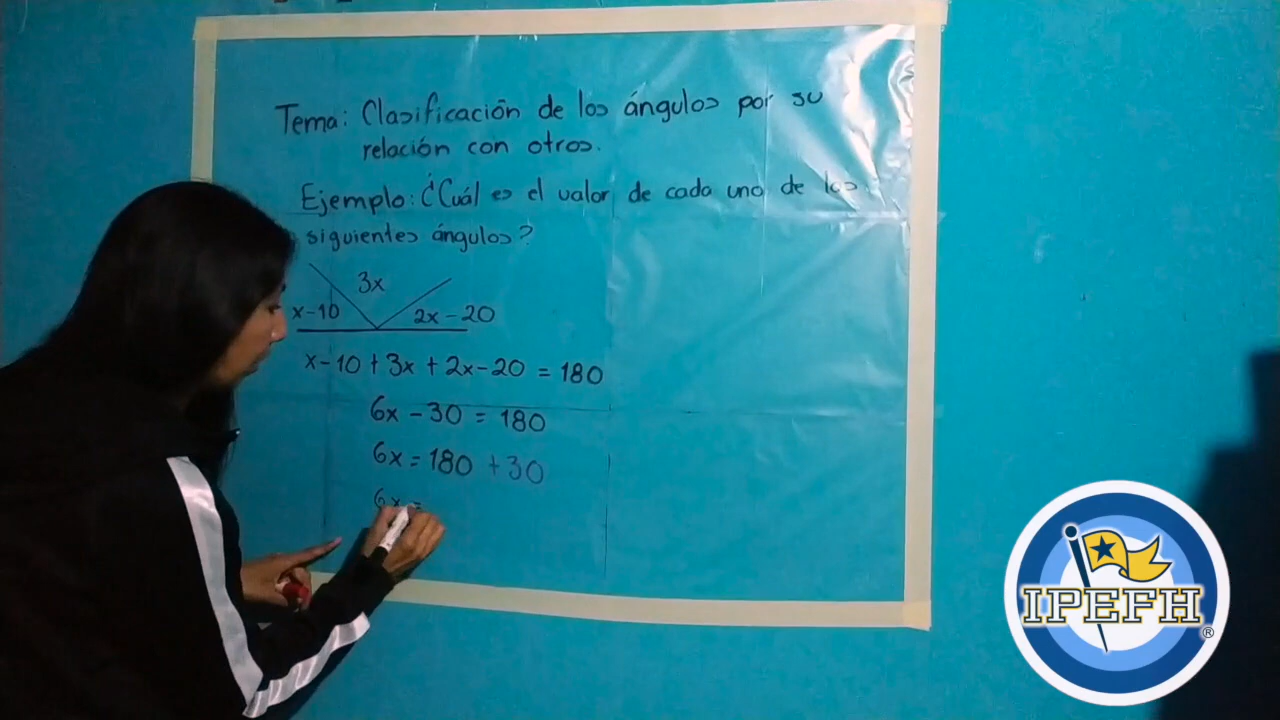 Tema: Clasificación de los ángulos por su
relación con otros.
Ejemplo: ¿Cuál es el valor de cada uno de los
siguientes ángulos?
3x
x-10
2x-20
x-10+3x+2x-20=180
6x-30=180
6x=180+30
6x=
IPEFH
®